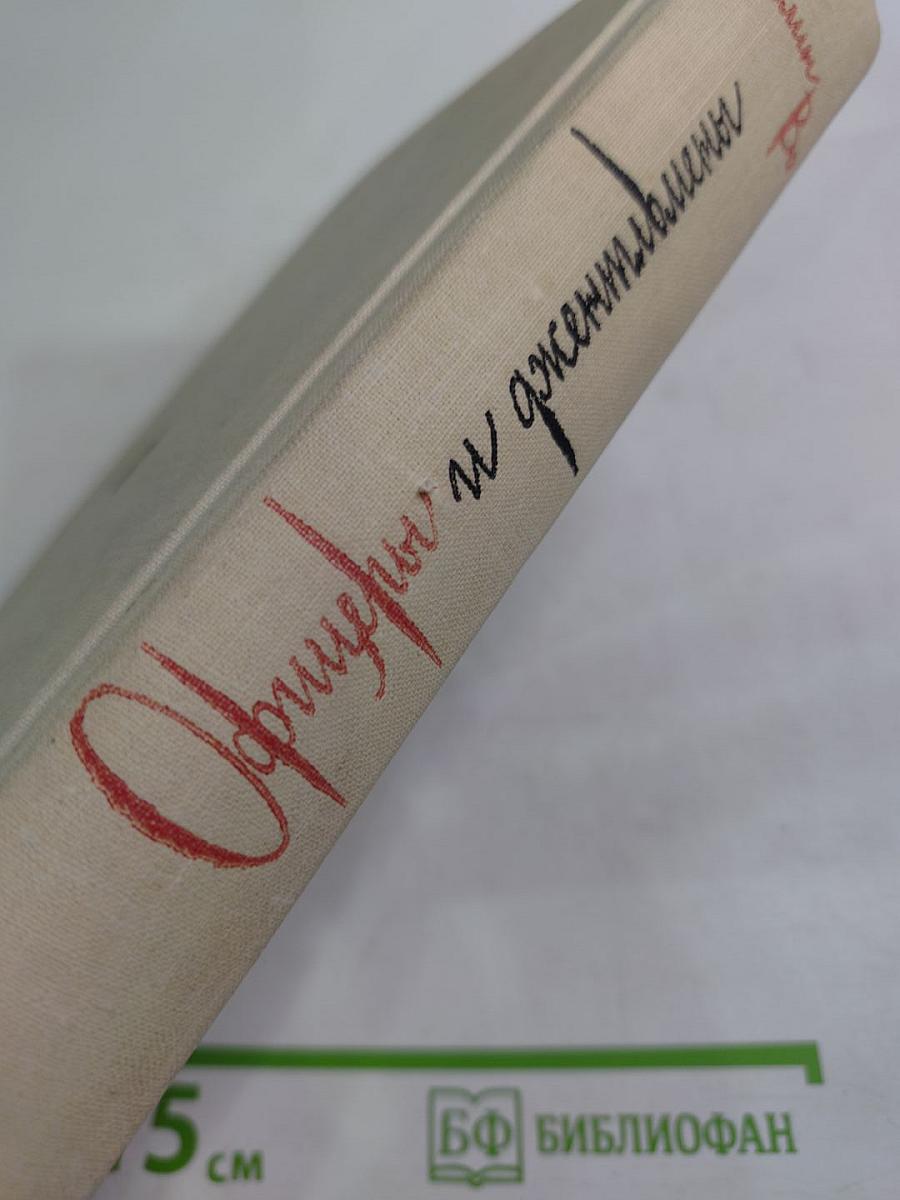 Офицеры и джентльмены
5 см
БФ БИБЛИОФАН